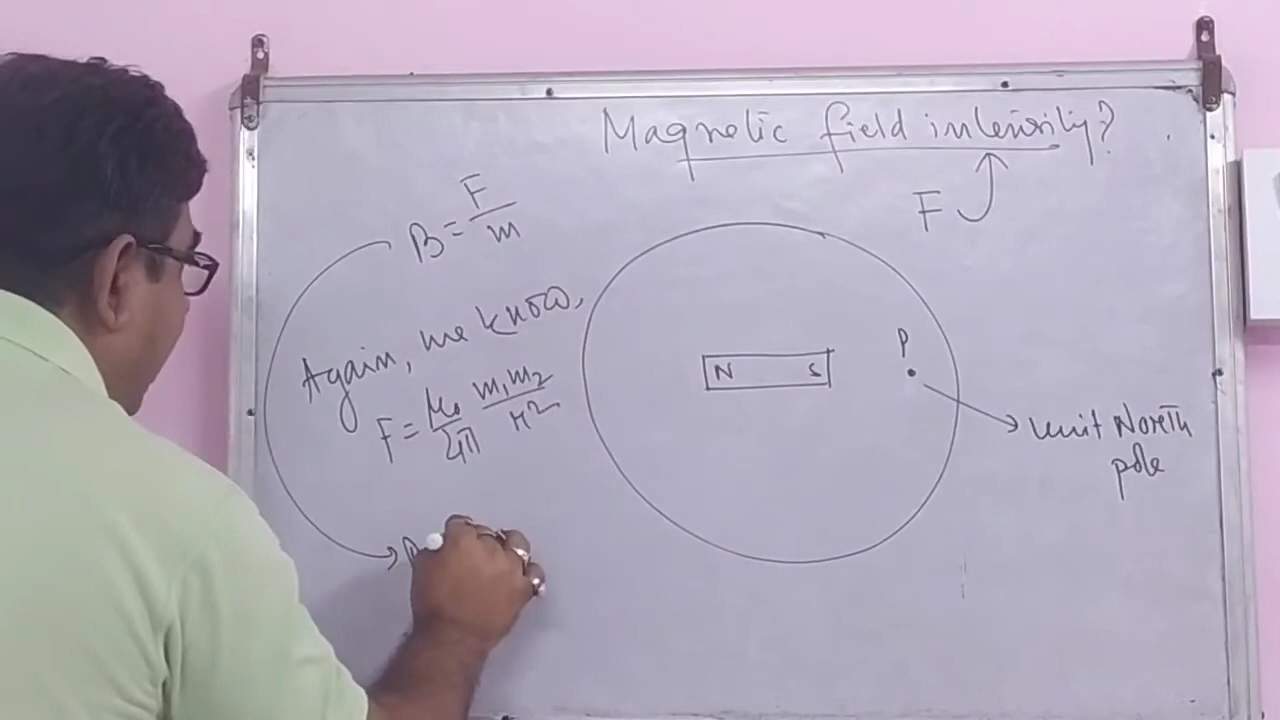 Magnetic field intensity?
F
B = F/m
Again, we know,
F = μ₀/4π m₁m₂/r²
N S
P
unit North
pole